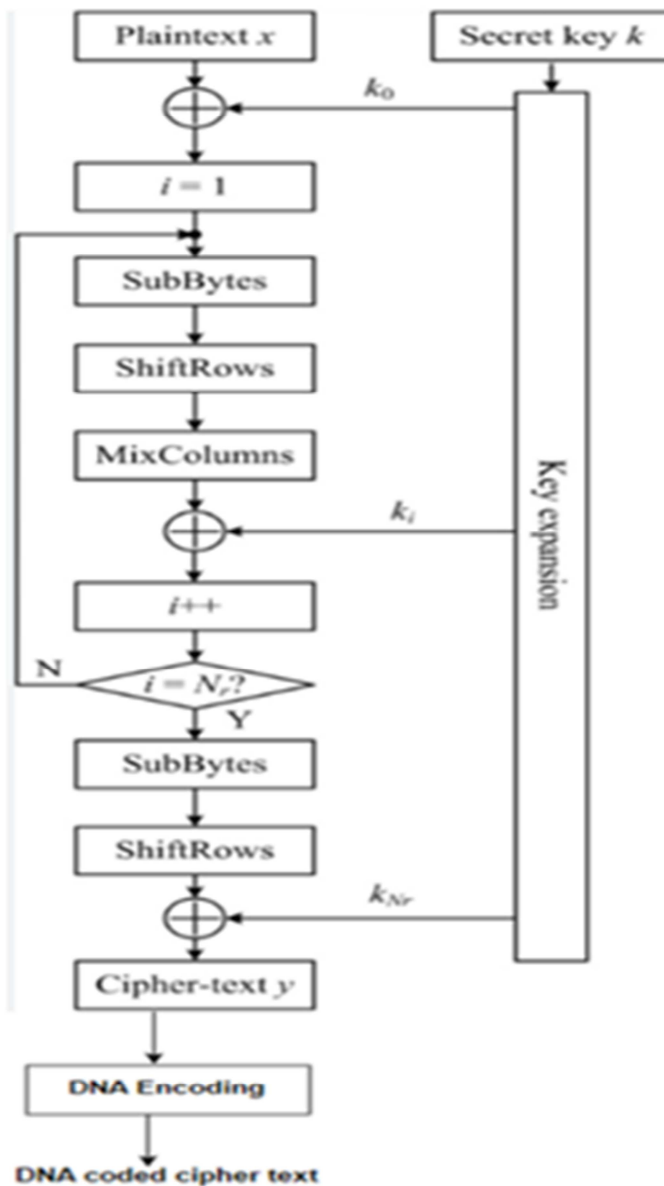 Plaintext x
Secret key k
k₀
i = 1
SubBytes
ShiftRows
MixColumns
kᵢ
Key expansion
i++
N
i = Nᵣ?
Y
SubBytes
ShiftRows
k_Nr
Cipher-text y
DNA Encoding
DNA coded cipher text